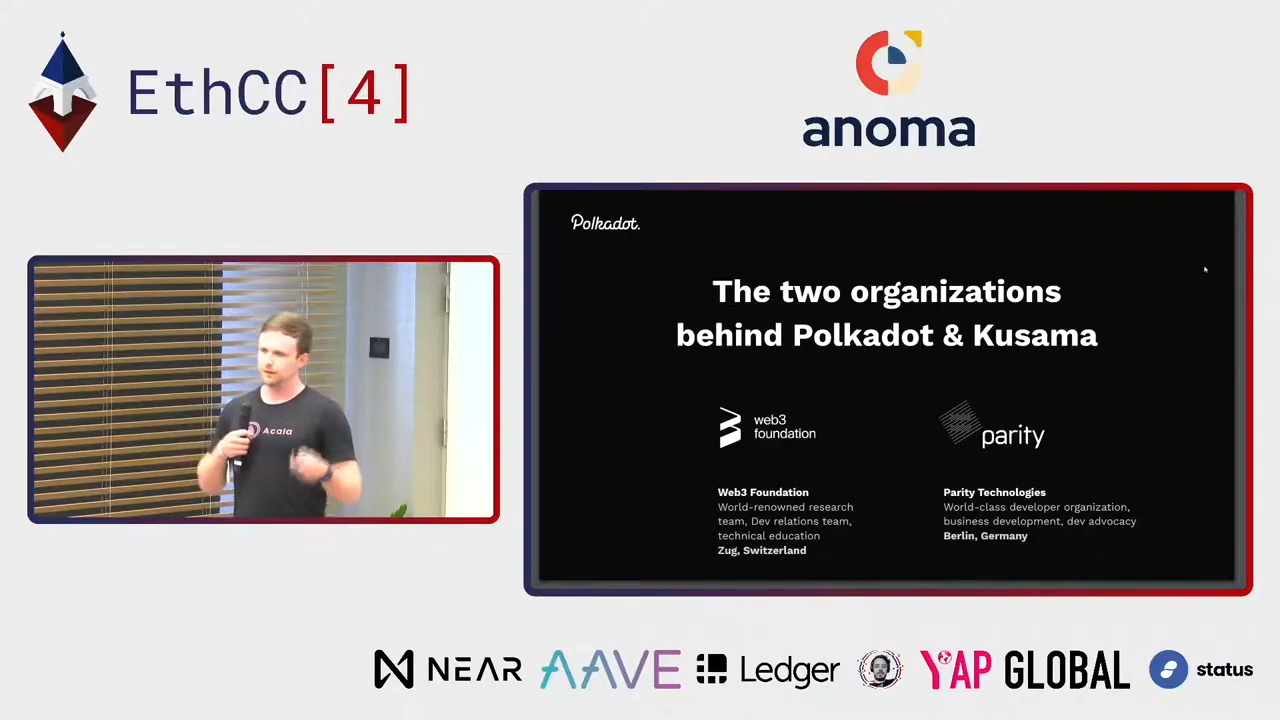 EthCC[4]
anoma
Polkadot.
The two organizations
behind Polkadot & Kusama
web3
foundation
parity
Web3 Foundation
World-renowned research
team, Dev relations team,
technical education
Zug, Switzerland
Parity Technologies
World-class developer organization,
business development, dev advocacy
Berlin, Germany
Acala
NEAR
AAVE
Ledger
YAP GLOBAL
status